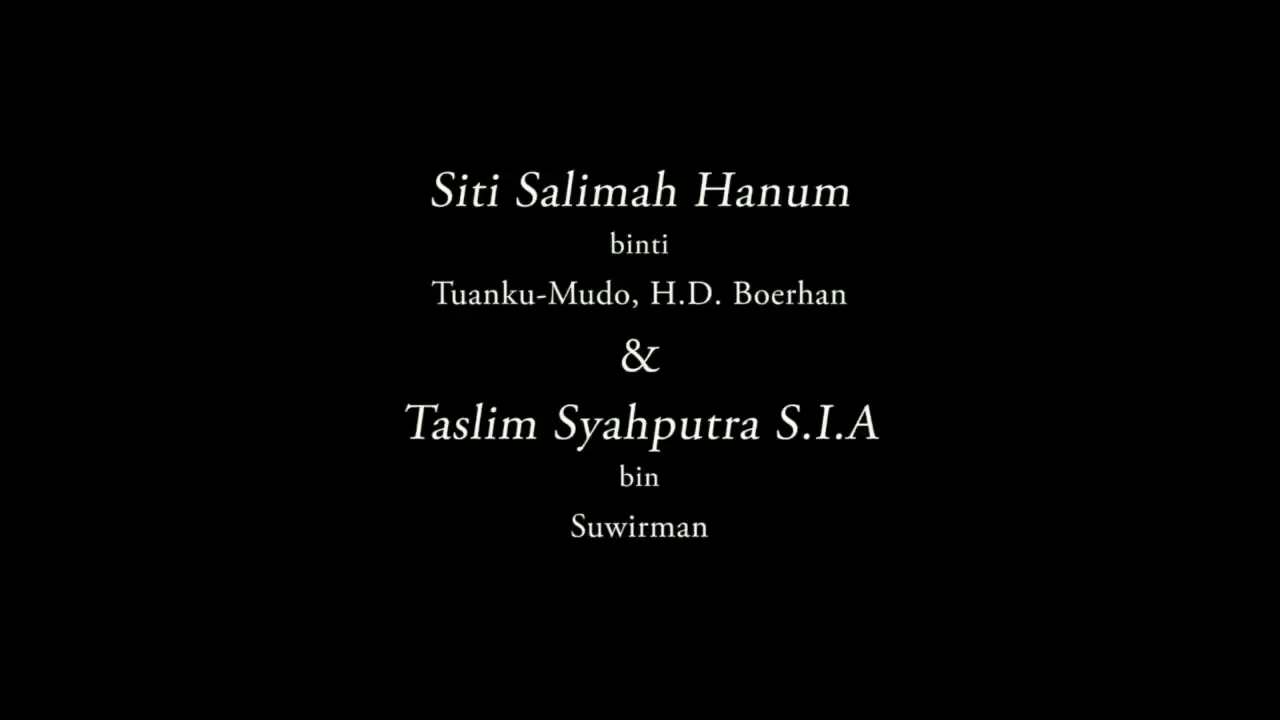 Siti Salimah Hanum
binti
Tuanku-Mudo, H.D. Boerhan
&
Taslim Syahputra S.I.A
bin
Suwirman